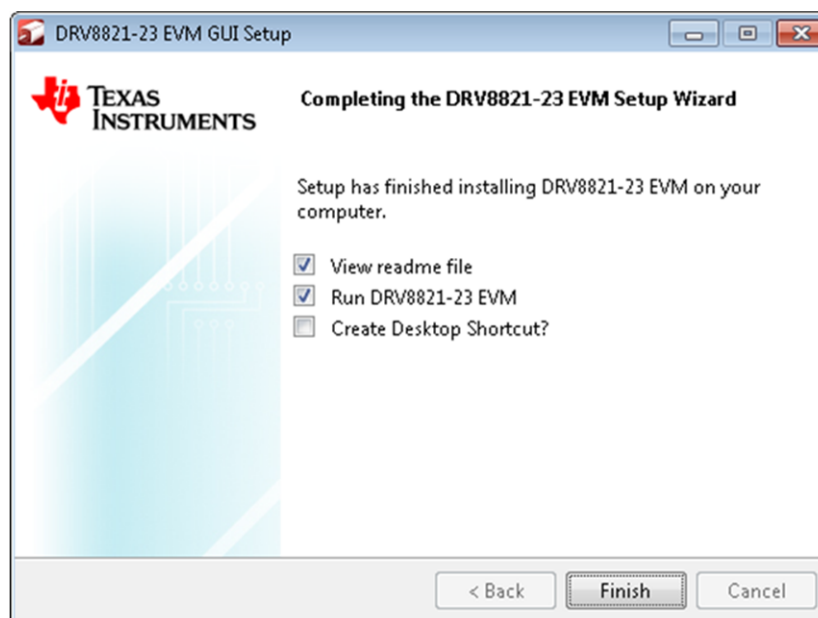 DRV8821-23 EVM GUI Setup
TEXAS
INSTRUMENTS
Completing the DRV8821-23 EVM Setup Wizard
Setup has finished installing DRV8821-23 EVM on your
computer.
View readme file
Run DRV8821-23 EVM
Create Desktop Shortcut?
< Back
Finish
Cancel